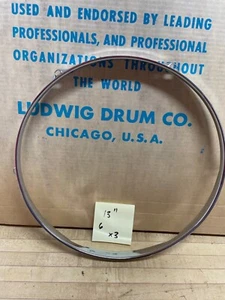 USED AND ENDORSED BY LEADING
PROFESSIONALS, AND PROFESSIONAL
ORGANIZATIONS THROUGHOUT
THE WORLD
LUDWIG DRUM CO.
CHICAGO, U.S.A.
13"
6 x3